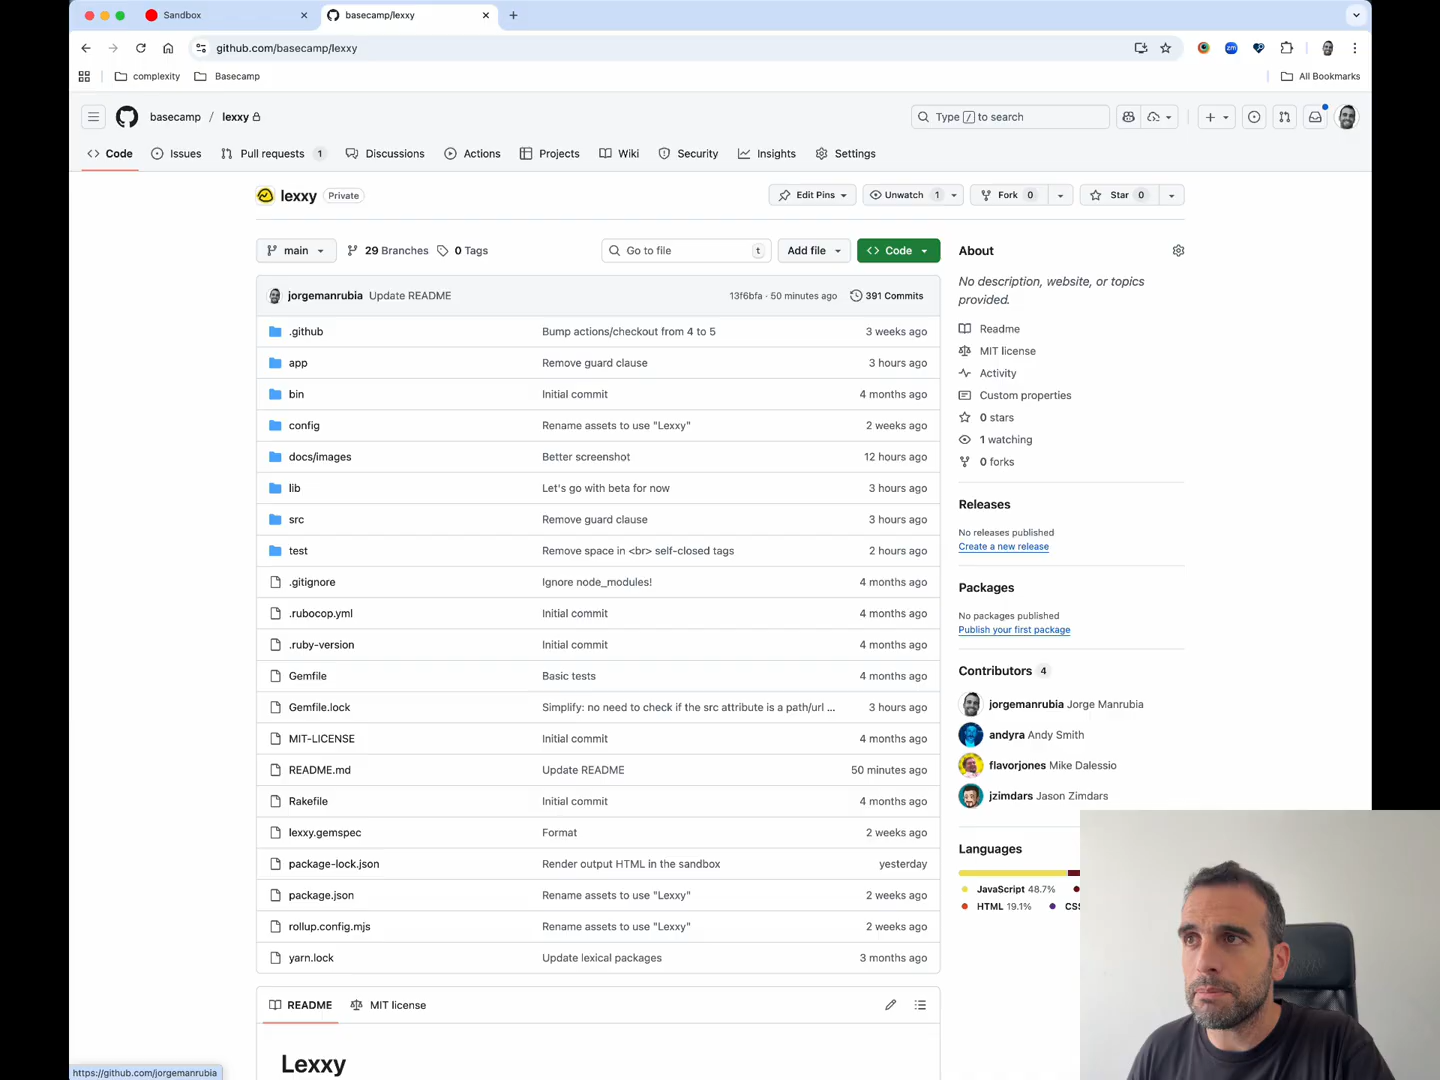 Sandbox
basecamp/lexxy
github.com/basecamp/lexxy
complexity
Basecamp
All Bookmarks
basecamp / lexxy
Type / to search
Code
Issues
Pull requests 1
Discussions
Actions
Projects
Wiki
Security
Insights
Settings
lexxy Private
Edit Pins
Unwatch 1
Fork 0
Star 0
main
29 Branches
0 Tags
Go to file t
Add file
Code
jorgemanrubia Update README 13f6bfa · 50 minutes ago 391 Commits
.github Bump actions/checkout from 4 to 5 3 weeks ago
app Remove guard clause 3 hours ago
bin Initial commit 4 months ago
config Rename assets to use "Lexxy" 2 weeks ago
docs/images Better screenshot 12 hours ago
lib Let's go with beta for now 3 hours ago
src Remove guard clause 3 hours ago
test Remove space in <br> self-closed tags 2 hours ago
.gitignore Ignore node_modules! 4 months ago
.rubocop.yml Initial commit 4 months ago
.ruby-version Initial commit 4 months ago
Gemfile Basic tests 4 months ago
Gemfile.lock Simplify: no need to check if the src attribute is a path/url ... 3 hours ago
MIT-LICENSE Initial commit 4 months ago
README.md Update README 50 minutes ago
Rakefile Initial commit 4 months ago
lexxy.gemspec Format 2 weeks ago
package-lock.json Render output HTML in the sandbox yesterday
package.json Rename assets to use "Lexxy" 2 weeks ago
rollup.config.mjs Rename assets to use "Lexxy" 2 weeks ago
yarn.lock Update lexical packages 3 months ago
README
MIT license
Lexxy
About
No description, website, or topics
provided.
Readme
MIT license
Activity
Custom properties
0 stars
1 watching
0 forks
Releases
No releases published
Create a new release
Packages
No packages published
Publish your first package
Contributors 4
jorgemanrubia Jorge Manrubia
andyra Andy Smith
flavorjones Mike Dalessio
jzimdars Jason Zimdars
Languages
JavaScript 48.7%
HTML 19.1%
CSS
https://github.com/jorgemanrubia